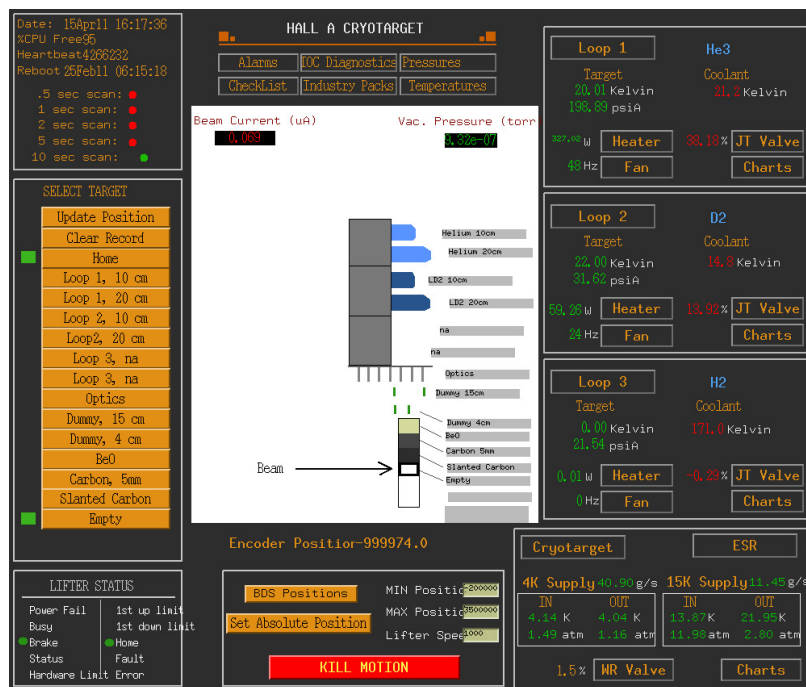 Date: 15Apr11 16:17:36
%CPU Free95
Heartbeat4266232
Reboot 25Feb11 06:15:18
.5 sec scan:
1 sec scan:
2 sec scan:
5 sec scan:
10 sec scan:
HALL A CRYOTARGET
Alarms IOC Diagnostics Pressures
CheckList Industry Packs Temperatures
Beam Current (uA) Vac. Pressure (torr
0.069 9.32e-07
Helium 10cm
Helium 20cm
LD2 10cm
LD2 20cm
na
na
Optics
Dummy 15cm
Dummy 4cm
BeO
Carbon 5mm
Slanted Carbon
Empty
Beam
SELECT TARGET
Update Position
Clear Record
Home
Loop 1, 10 cm
Loop 1, 20 cm
Loop 2, 10 cm
Loop2, 20 cm
Loop 3, na
Loop 3, na
Optics
Dummy, 15 cm
Dummy, 4 cm
BeO
Carbon, 5mm
Slanted Carbon
Empty
Loop 1 He3
Target Coolant
20.01 Kelvin 21.2 Kelvin
198.89 psiA
327.02 W Heater 38.18 % JT Valve
48 Hz Fan Charts
Loop 2 D2
Target Coolant
22.00 Kelvin 14.8 Kelvin
31.62 psiA
59.26 W Heater 13.92 % JT Valve
24 Hz Fan Charts
Loop 3 H2
Target Coolant
0.00 Kelvin 171.0 Kelvin
21.54 psiA
0.01 W Heater -0.29 % JT Valve
0 Hz Fan Charts
Encoder Position-999974.0
LIFTER STATUS
Power Fail 1st up limit
Busy 1st down limit
Brake Home
Status Fault
Hardware Limit Error
BDS Positions
Set Absolute Position
MIN Positio -200000
MAX Positio 3500000
Lifter Spee 1000
KILL MOTION
Cryotarget ESR
4K Supply 40.90 g/s 15K Supply 11.45 g/s
IN OUT IN OUT
4.14 K 4.04 K 13.87K 21.95K
1.49 atm 1.16 atm 11.98 atm 2.80 atm
1.5 % WR Valve Charts